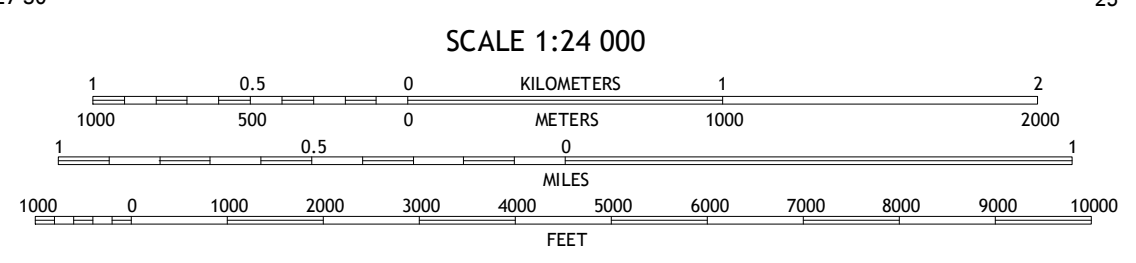 SCALE 1:24 000
1 0.5 0 KILOMETERS 1 2
1000 500 0 METERS 1000 2000
1 0.5 0 1
MILES
1000 0 1000 2000 3000 4000 5000 6000 7000 8000 9000 10000
FEET